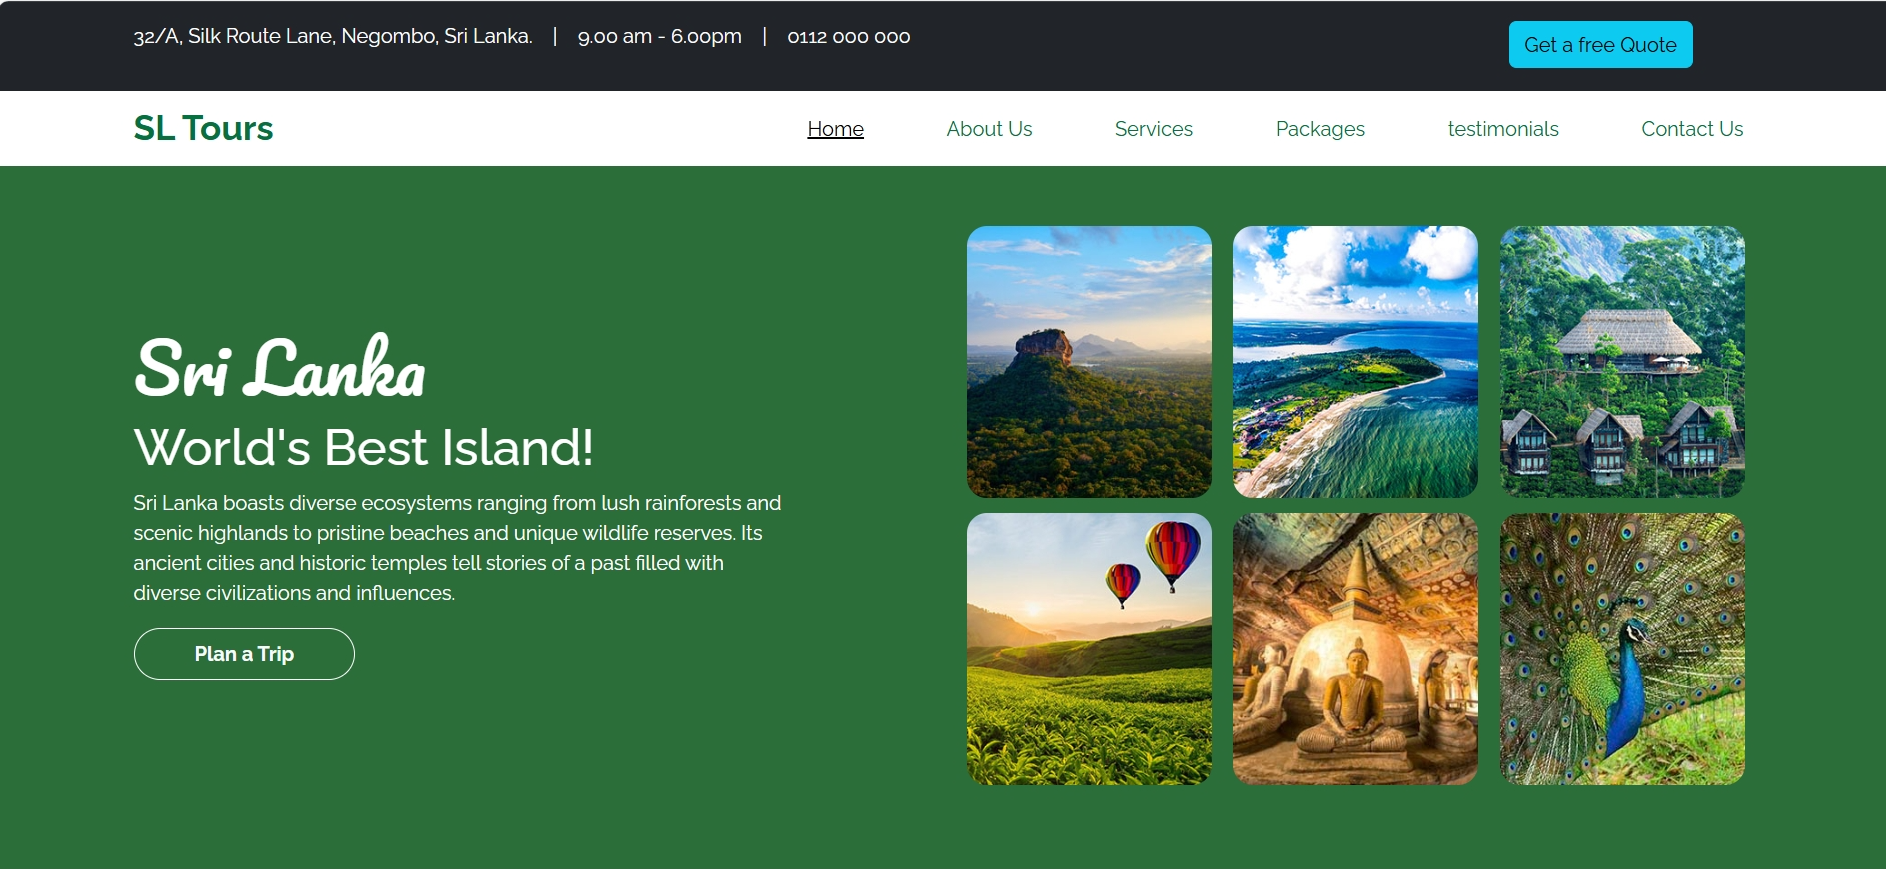 32/A, Silk Route Lane, Negombo, Sri Lanka. | 9.00 am - 6.00pm | 0112 000 000
Get a free Quote
SL Tours
Home About Us Services Packages testimonials Contact Us
Sri Lanka
World's Best Island!
Sri Lanka boasts diverse ecosystems ranging from lush rainforests and
scenic highlands to pristine beaches and unique wildlife reserves. Its
ancient cities and historic temples tell stories of a past filled with
diverse civilizations and influences.
Plan a Trip